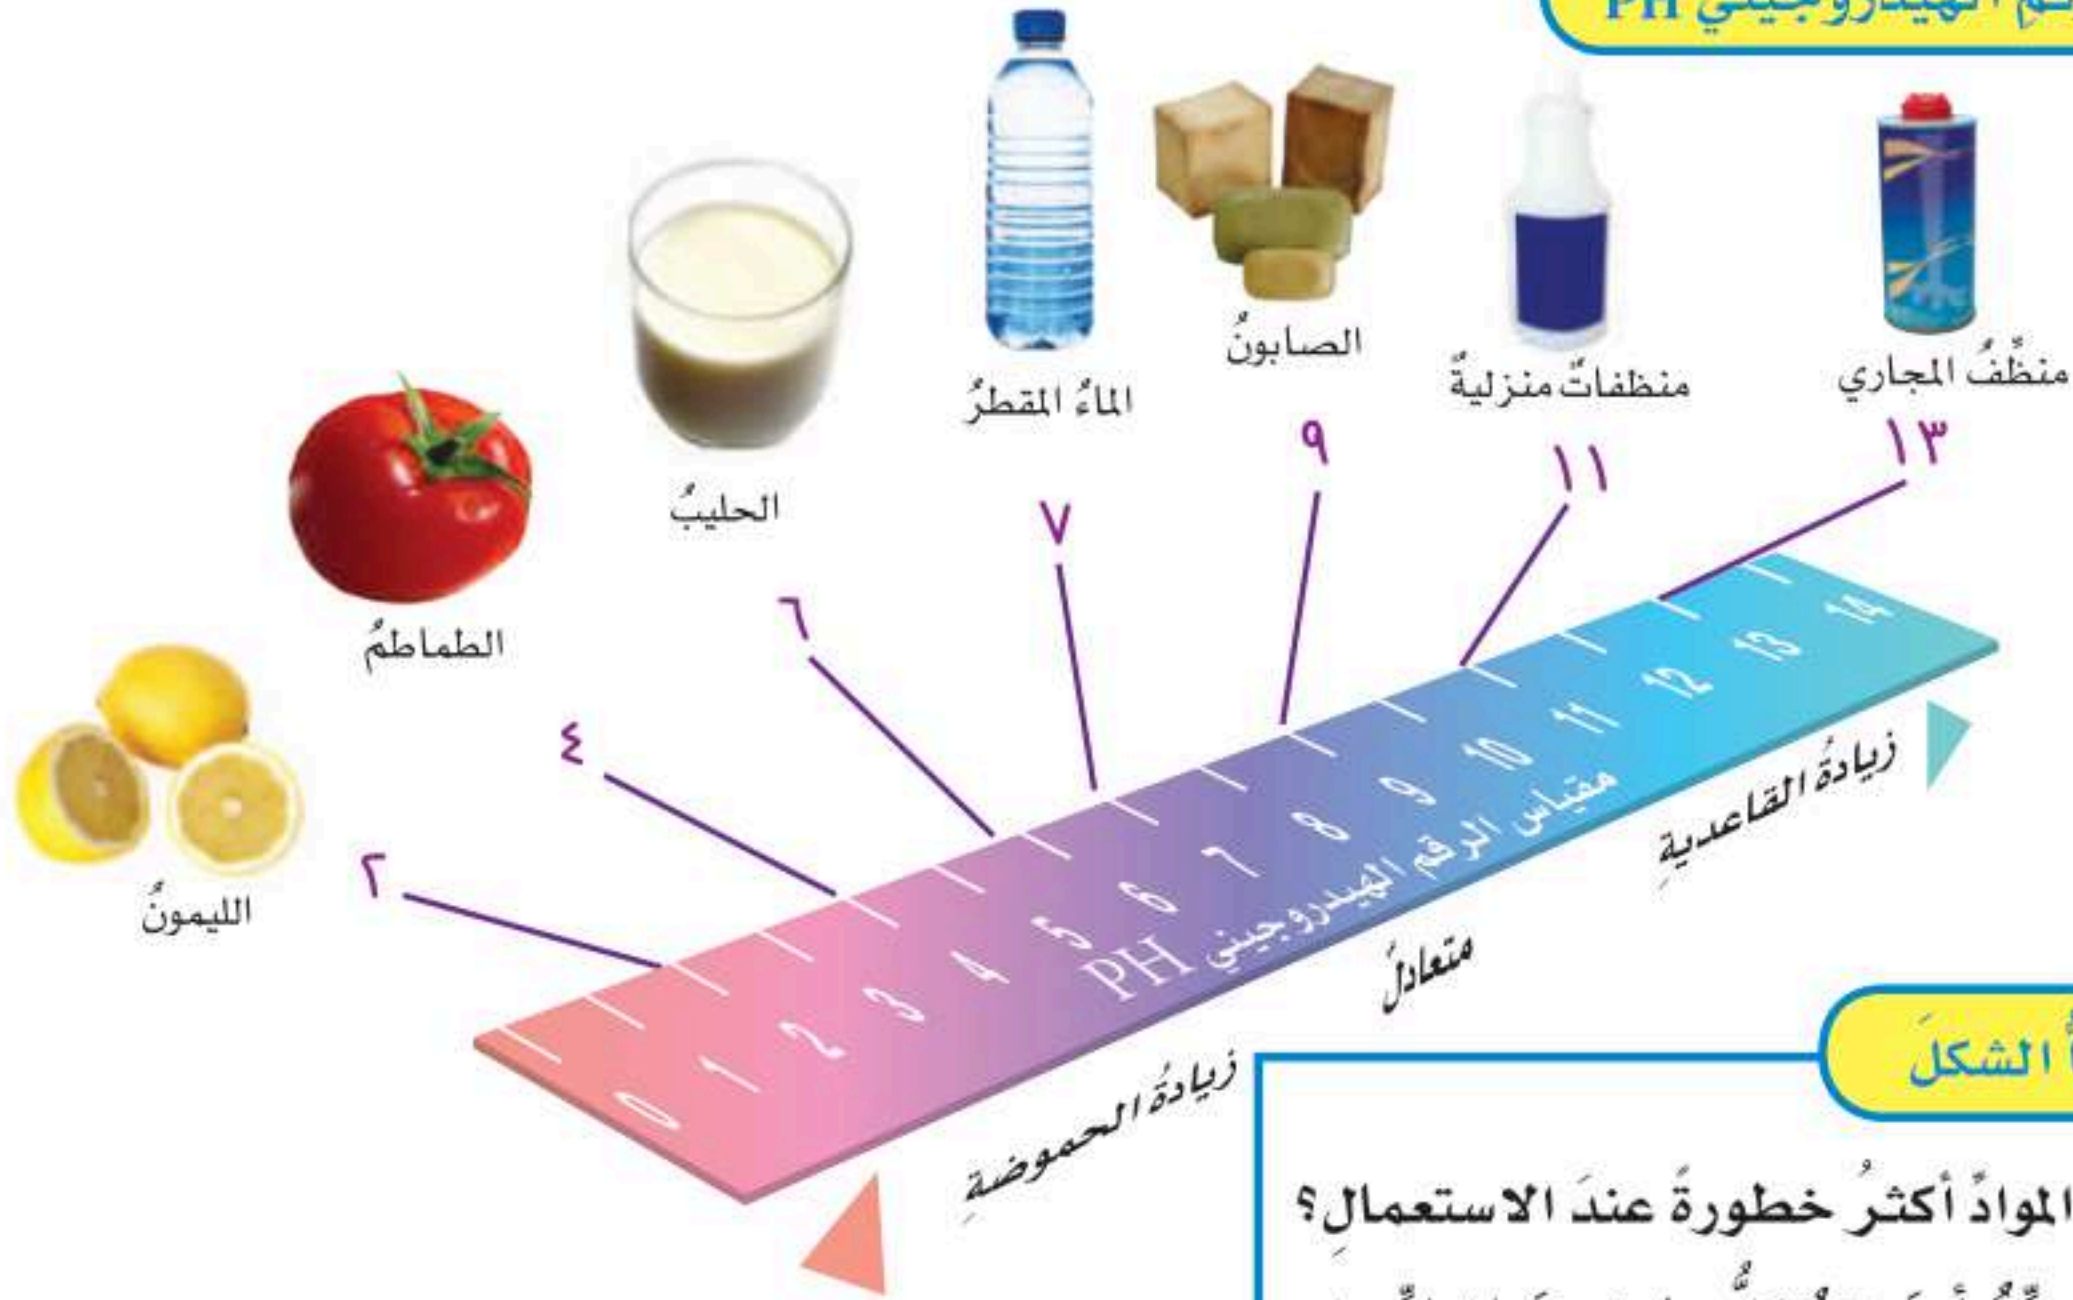 الهيدروجيني PH
منظِّفُ المجاري
١٣
منظفاتٌ منزليةٌ
١١
الصابونُ
٩
الماءُ المقطرُ
٧
الحليبُ
٦
الطماطمُ
٤
الليمونُ
٢
0 1 2 3 4 5 6 7 8 9 10 11 12 13 14
مقياس الرقم الهيدروجيني PH
زيادةُ القاعديةِ
متعادلٌ
زيادةُ الحموضةِ
الشكلَ
الموادِّ أكثرُ خطورةً عندَ الاستعمالِ؟